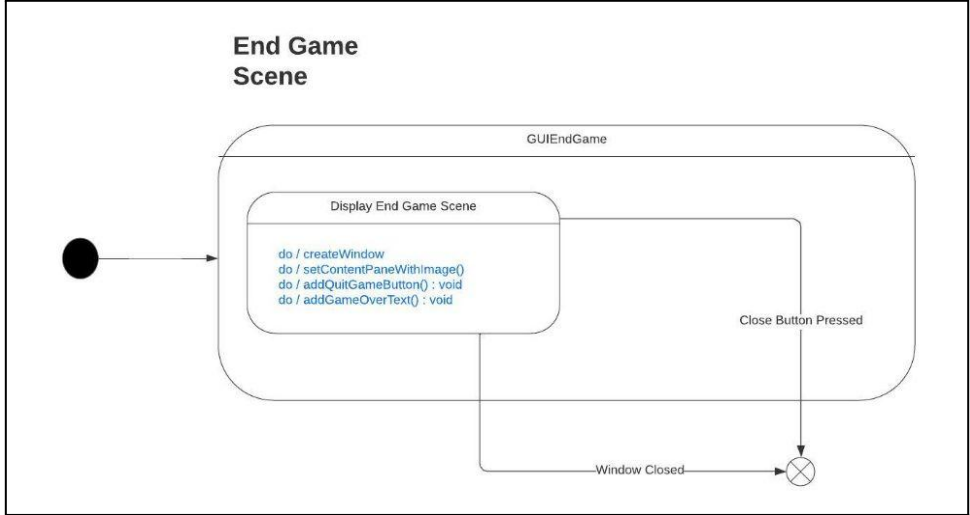 End Game
Scene
GUIEndGame
Display End Game Scene
do / createWindow
do / setContentPaneWithImage()
do / addQuitGameButton() : void
do / addGameOverText() : void
Close Button Pressed
Window Closed